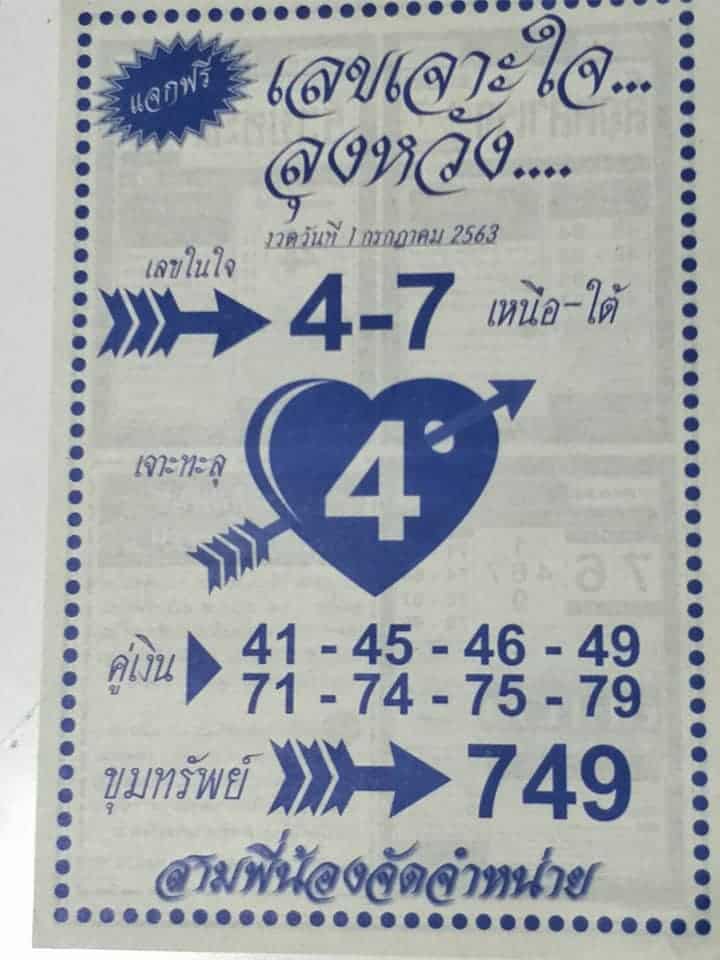 แจกฟรี
เลขเจาะใจ...
ลุงหวัง....
งวดวันที่ 1 กรกฎาคม 2563
เลขในใจ
4-7 เหนือ-ใต้
เจาะทะลุ
4
คู่เงิน 41 - 45 - 46 - 49
71 - 74 - 75 - 79
ขุมทรัพย์ 749
สามพี่น้องจัดจำหน่าย